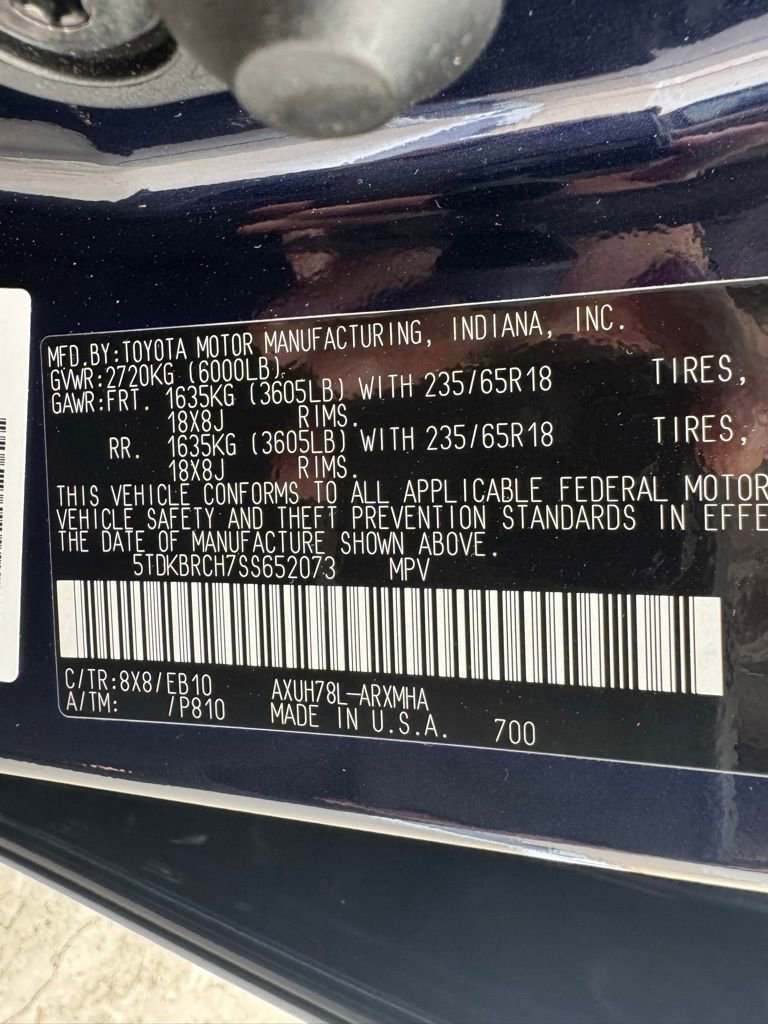 MFD.BY:TOYOTA MOTOR MANUFACTURING, INDIANA, INC.
GVWR:2720KG (6000LB)
GAWR:FRT. 1635KG (3605LB) WITH 235/65R18 TIRES,
18X8J RIMS.
RR. 1635KG (3605LB) WITH 235/65R18 TIRES,
18X8J RIMS.
THIS VEHICLE CONFORMS TO ALL APPLICABLE FEDERAL MOTOR
VEHICLE SAFETY AND THEFT PREVENTION STANDARDS IN EFFE
THE DATE OF MANUFACTURE SHOWN ABOVE.
5TDKBRCH7SS652073 MPV
C/TR:8X8/EB10 AXUH78L-ARXMHA
A/TM: /P810 MADE IN U.S.A. 700